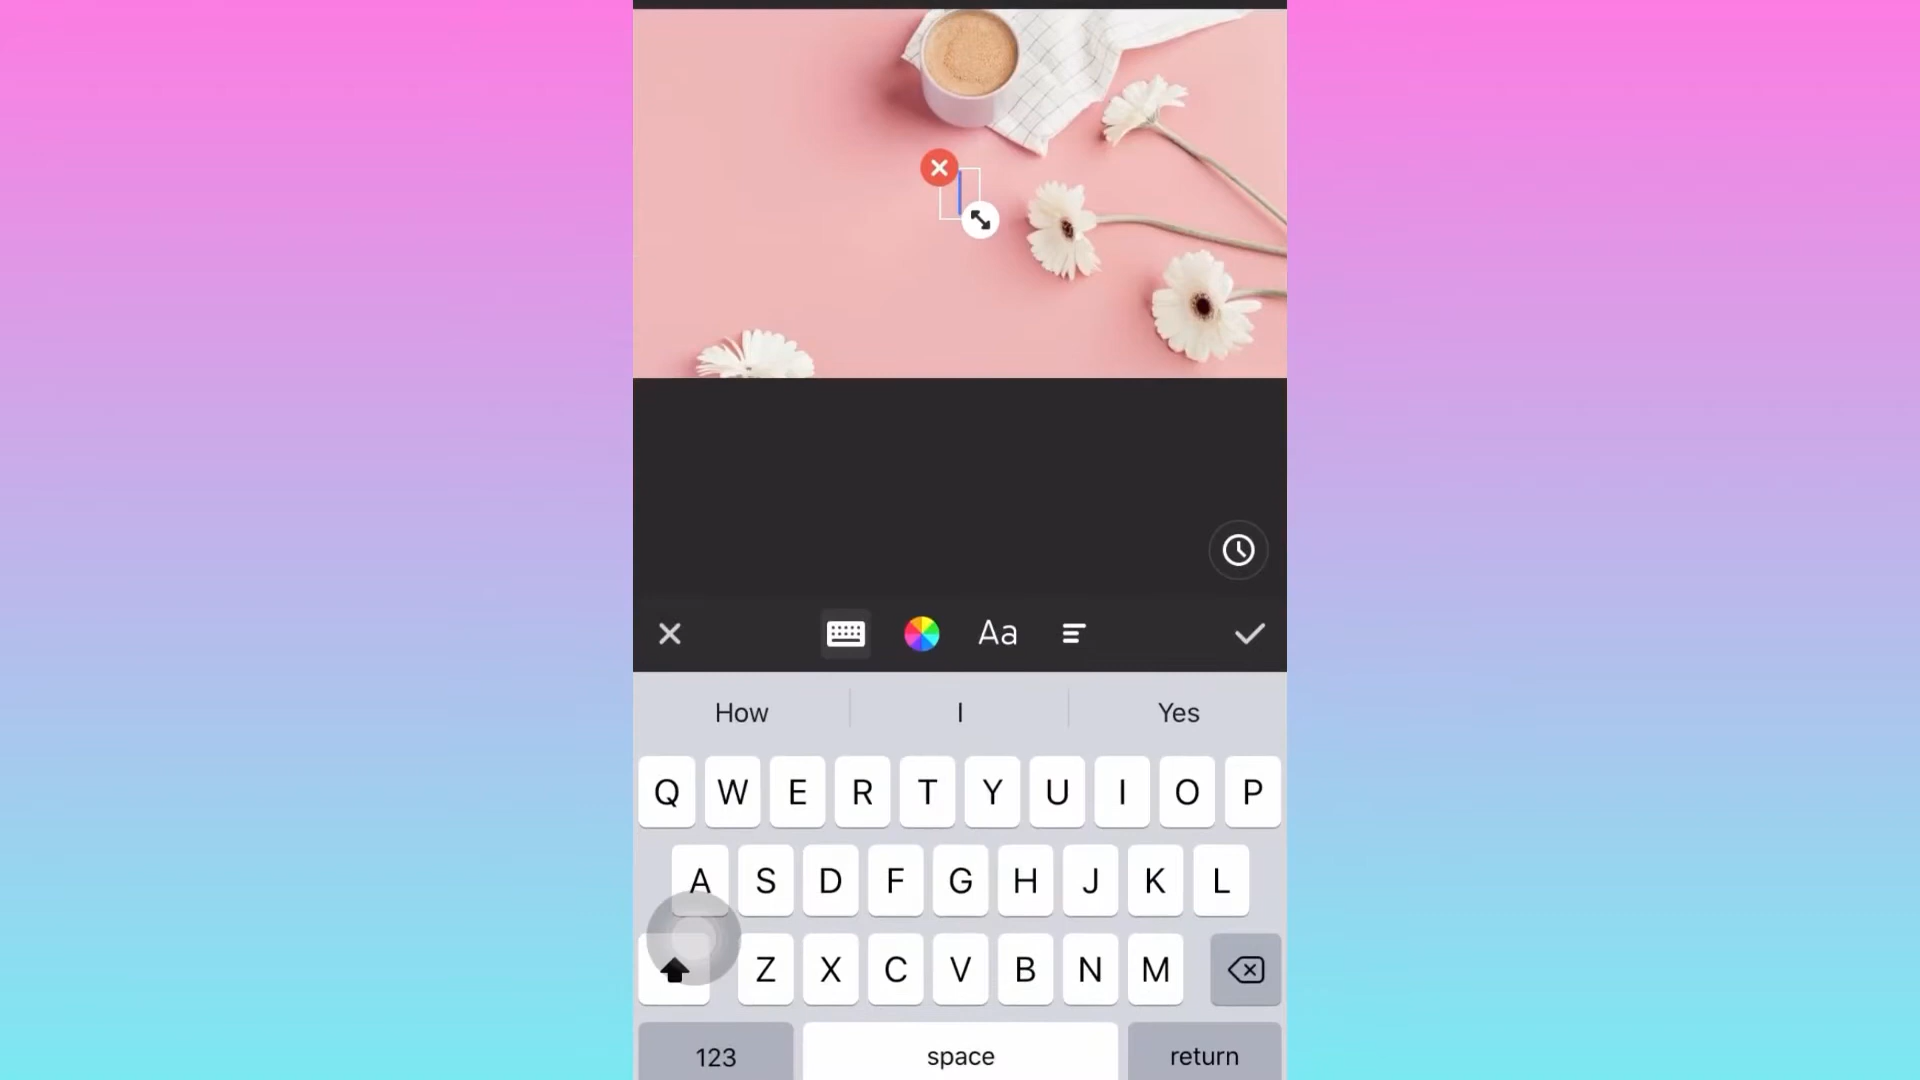 Aa
How I Yes
Q W E R T Y U I O P
A S D F G H J K L
Z X C V B N M
123 space return